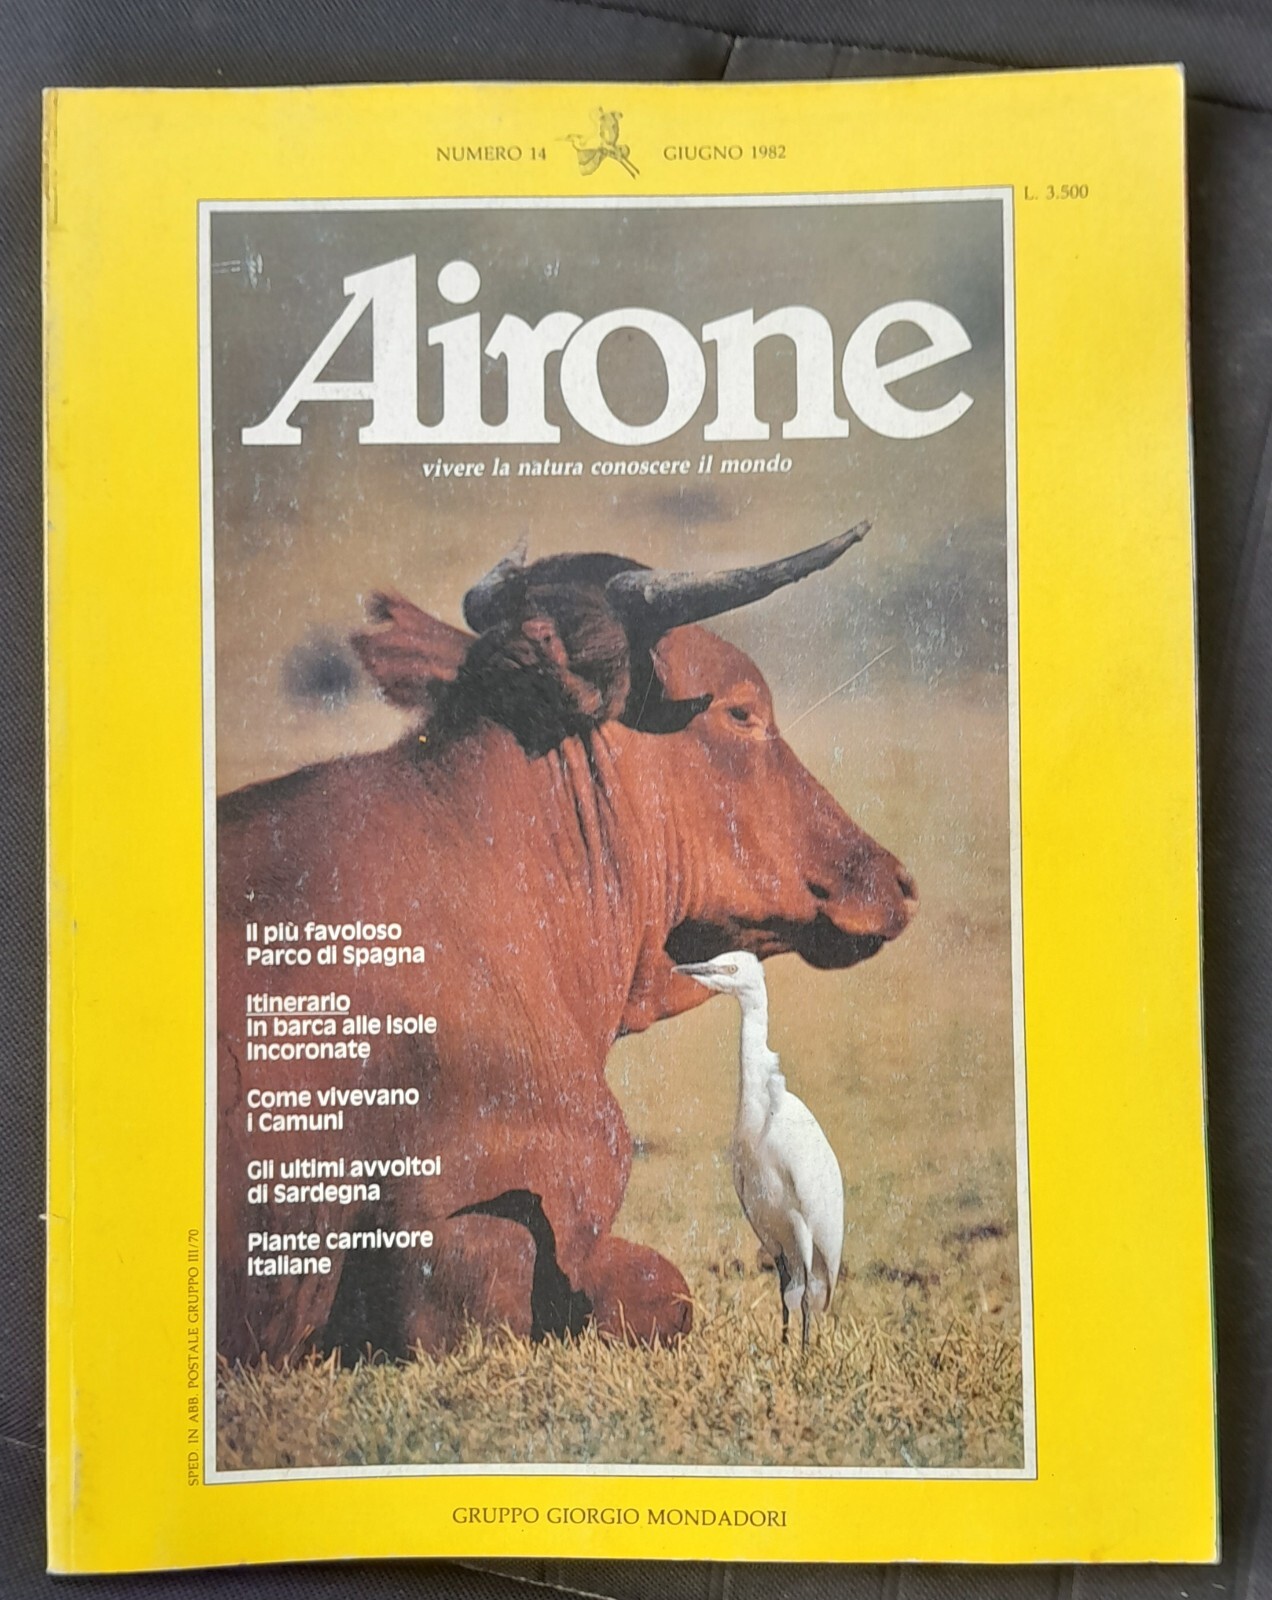 NUMERO 14 GIUGNO 1982
L. 3.500
Airone
vivere la natura conoscere il mondo
Il più favoloso
Parco di Spagna
Itinerario
In barca alle Isole
Incoronate
Come vivevano
i Camuni
Gli ultimi avvoltoi
di Sardegna
Piante carnivore
Italiane
SPED. IN ABB. POSTALE GRUPPO III/70
GRUPPO GIORGIO MONDADORI